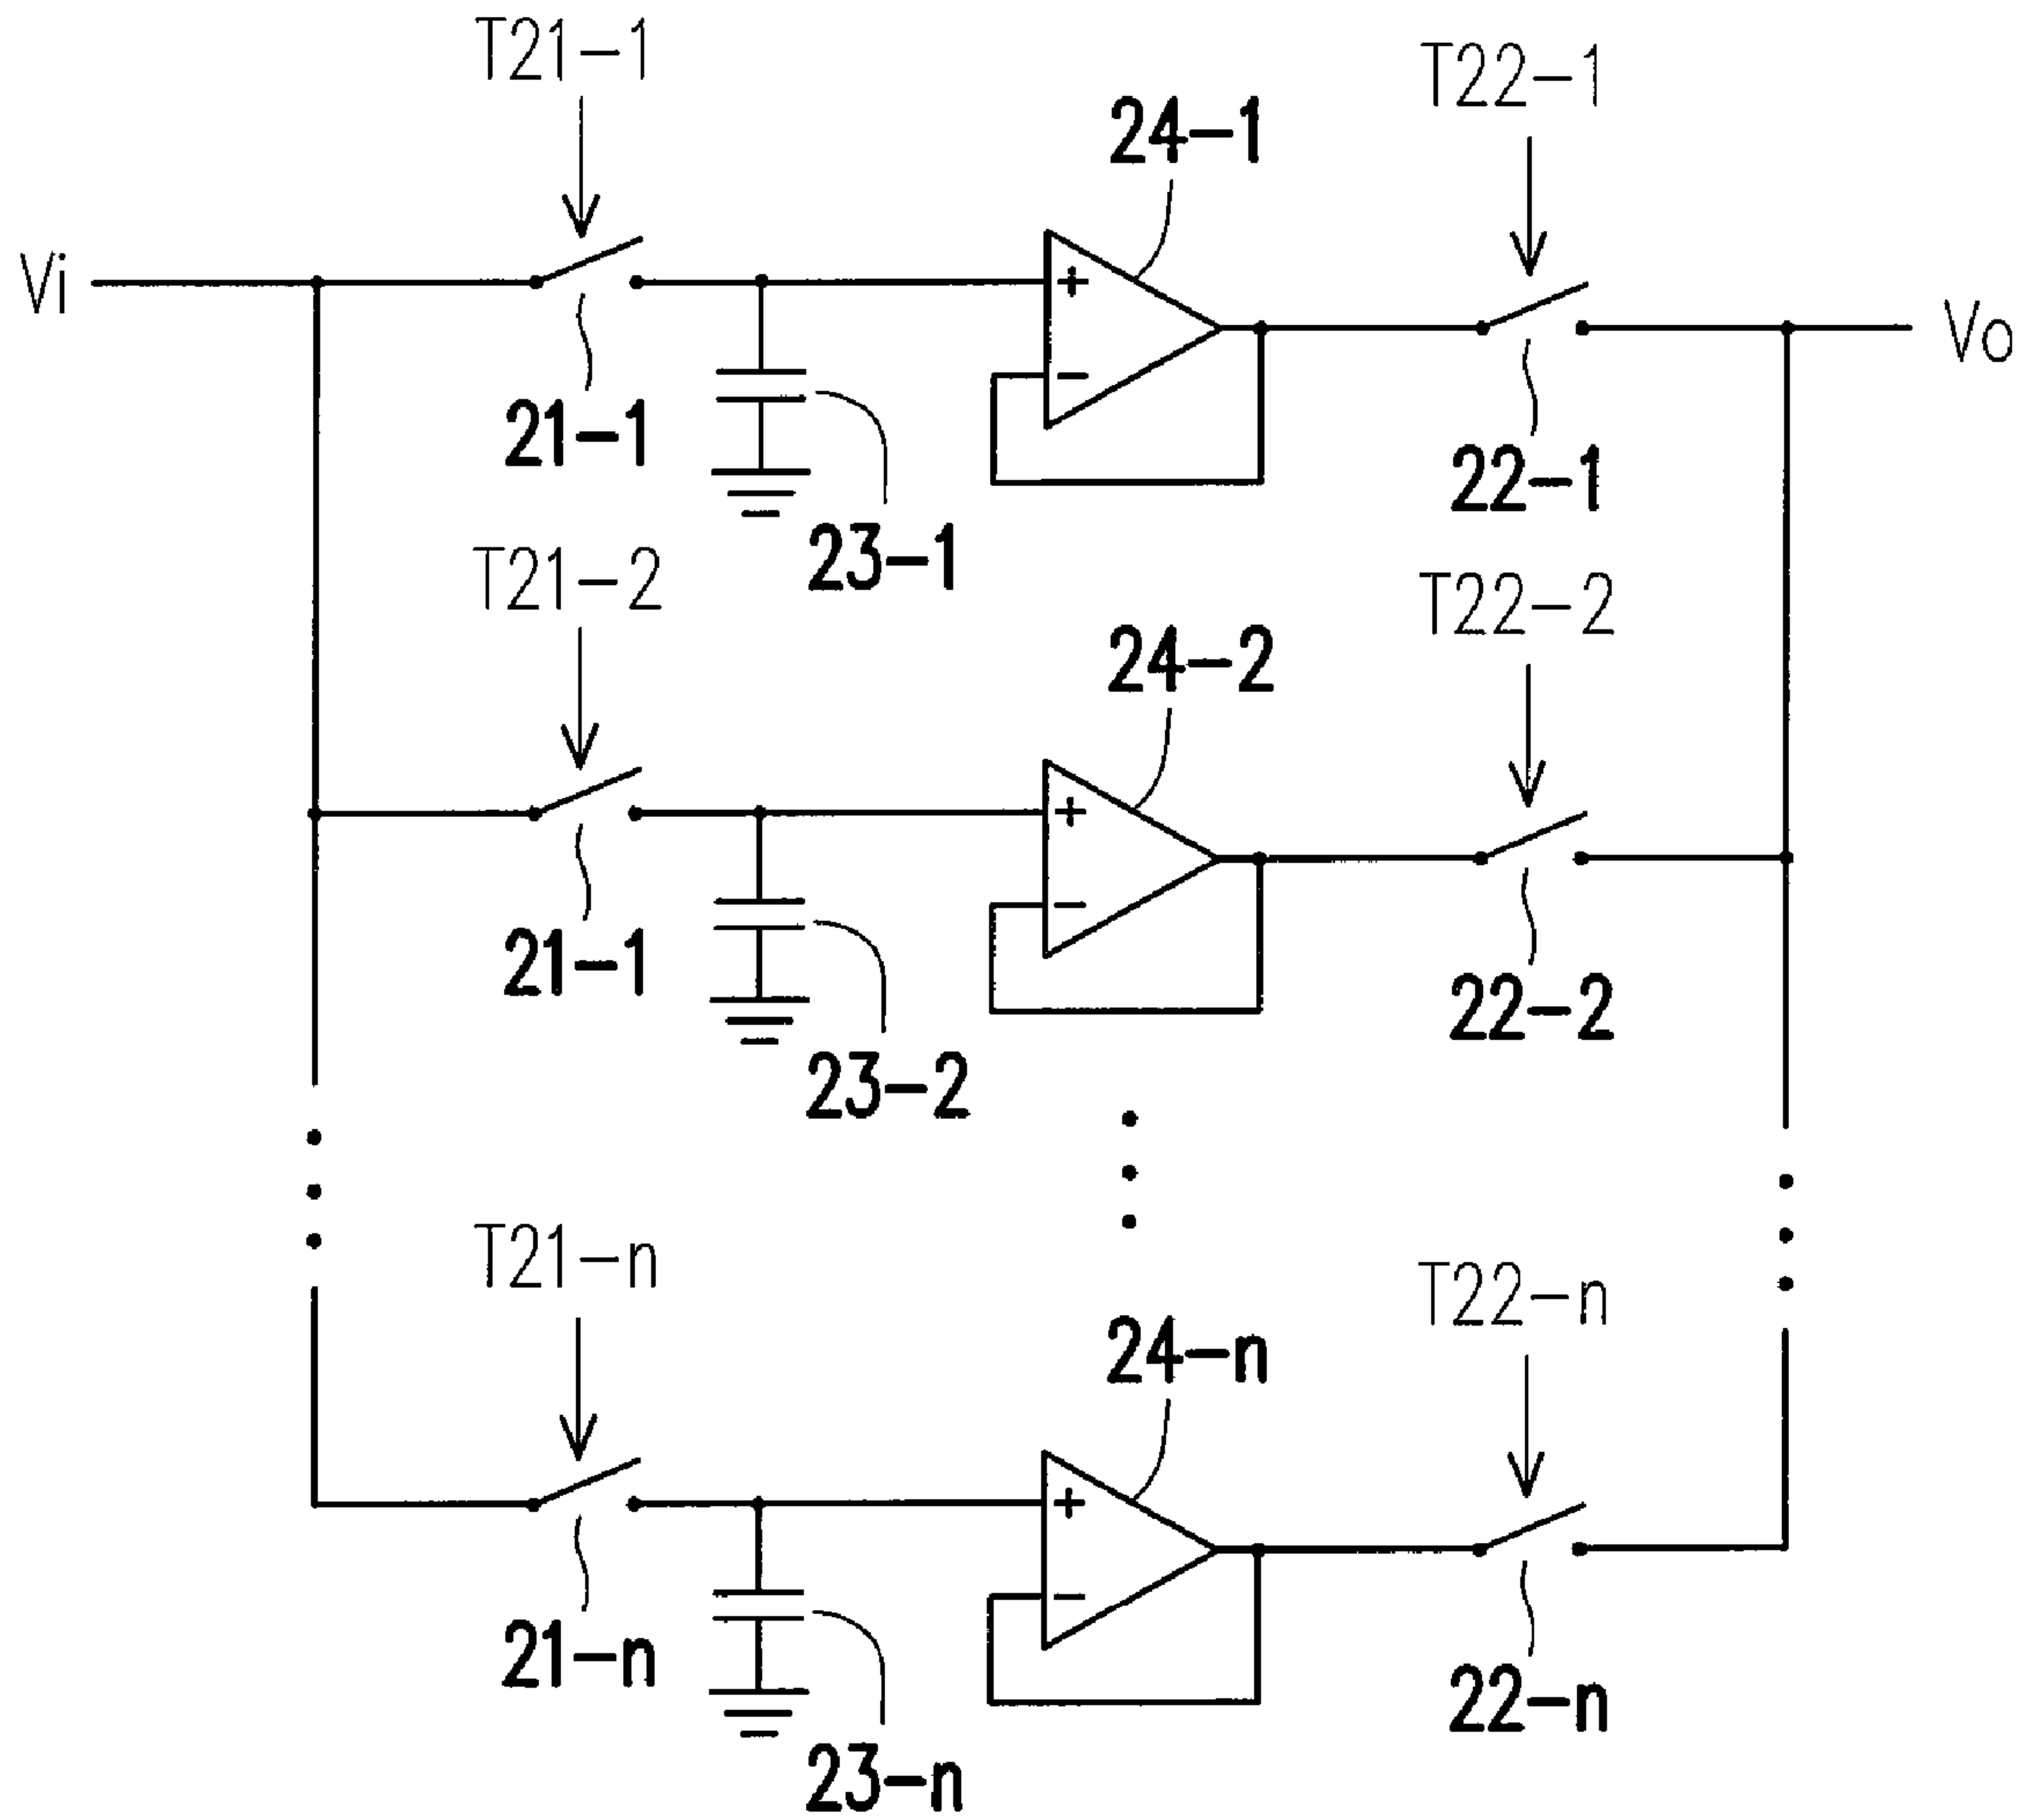 T21-1
T22-1
24-1
Vi
+
Vo
-
21-1
22-1
23-1
T21-2
T22-2
24-2
+
-
21-1
22-2
23-2
T21-n
T22-n
24-n
+
-
21-n
22-n
23-n